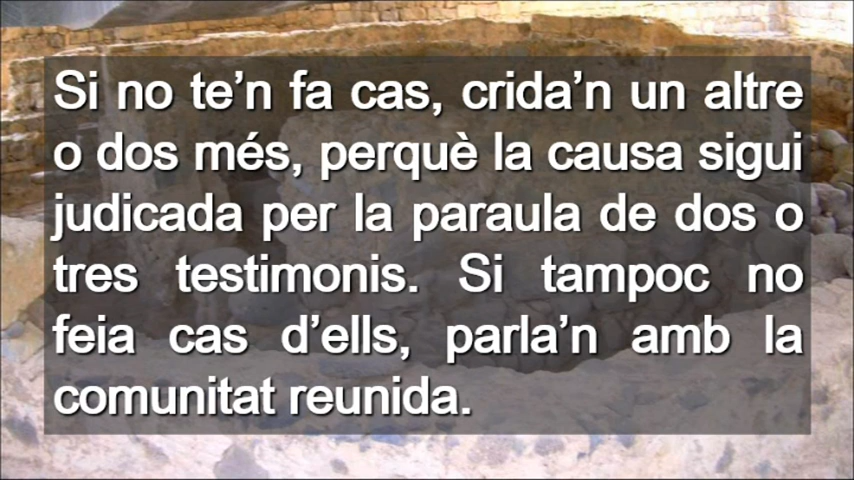 Si no te’n fa cas, crida’n un altre
o dos més, perquè la causa sigui
judicada per la paraula de dos o
tres testimonis. Si tampoc no
feia cas d’ells, parla’n amb la
comunitat reunida.